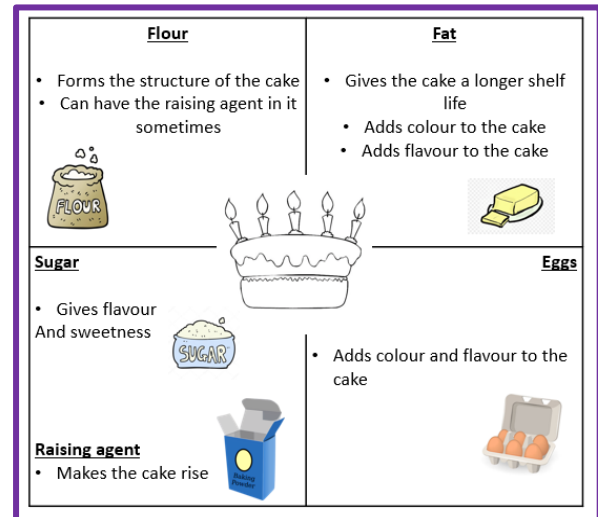 Flour
• Forms the structure of the cake
• Can have the raising agent in it
sometimes
FLOUR
Fat
• Gives the cake a longer shelf
life
• Adds colour to the cake
• Adds flavour to the cake
Sugar
• Gives flavour
And sweetness
SUGAR
Eggs
• Adds colour and flavour to the
cake
Raising agent
• Makes the cake rise
Baking
Powder